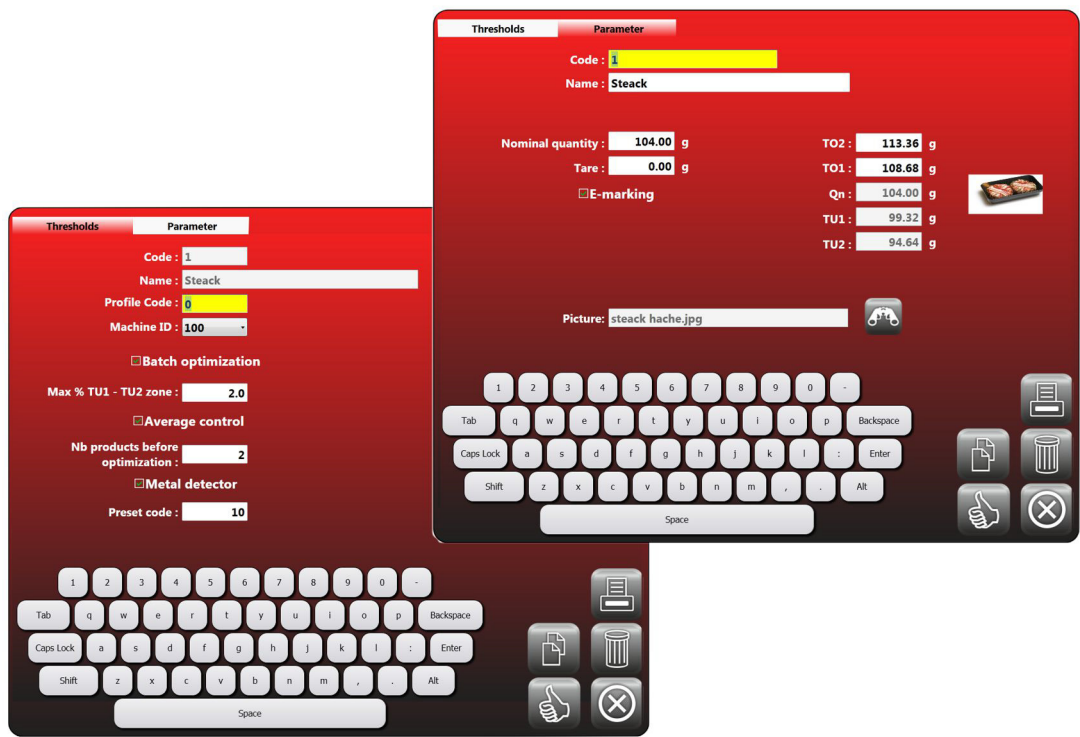 Thresholds Parameter
Code : 1
Name : Steack
Nominal quantity : 104.00 g
Tare : 0.00 g
E-marking
TO2 : 113.36 g
TO1 : 108.68 g
Qn : 104.00 g
TU1 : 99.32 g
TU2 : 94.64 g
Picture: steack hache.jpg
1 2 3 4 5 6 7 8 9 0 -
Tab q w e r t y u i o p Backspace
Caps Lock a s d f g h j k l : Enter
Shift z x c v b n m , . Alt
Space
Thresholds Parameter
Code : 1
Name : Steack
Profile Code : 0
Machine ID : 100
Batch optimization
Max % TU1 - TU2 zone : 2.0
Average control
Nb products before
optimization : 2
Metal detector
Preset code : 10
1 2 3 4 5 6 7 8 9 0 -
Tab q w e r t y u i o p Backspace
Caps Lock a s d f g h j k l : Enter
Shift z x c v b n m , . Alt
Space